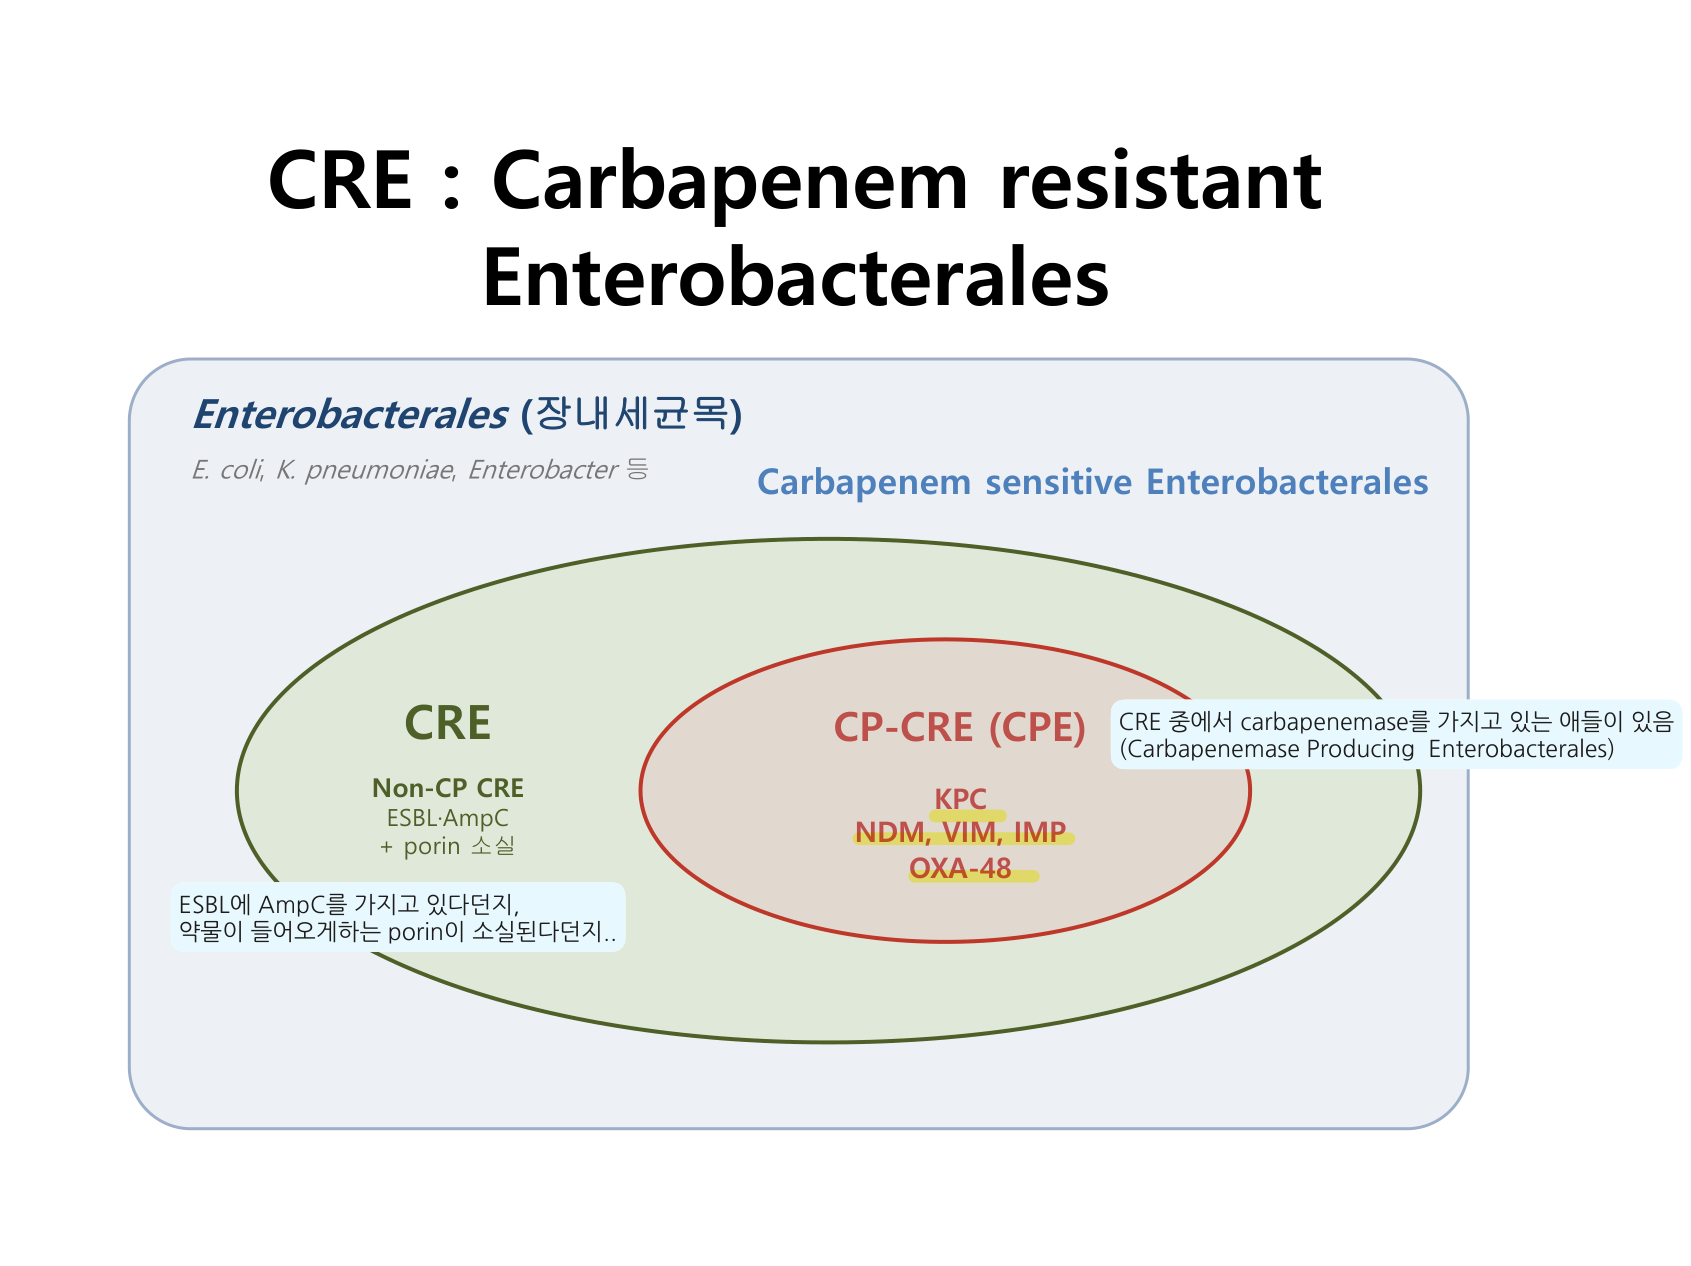 CRE : Carbapenem resistant
Enterobacterales
Enterobacterales (장내세균목)
E. coli, K. pneumoniae, Enterobacter 등
Carbapenem sensitive Enterobacterales
CRE
Non-CP CRE
ESBL·AmpC
+ porin 소실
ESBL에 AmpC를 가지고 있다던지,
약물이 들어오게하는 porin이 소실된다던지..
CP-CRE (CPE)
KPC
NDM, VIM, IMP
OXA-48
CRE 중에서 carbapenemase를 가지고 있는 애들이 있음
(Carbapenemase Producing  Enterobacterales)